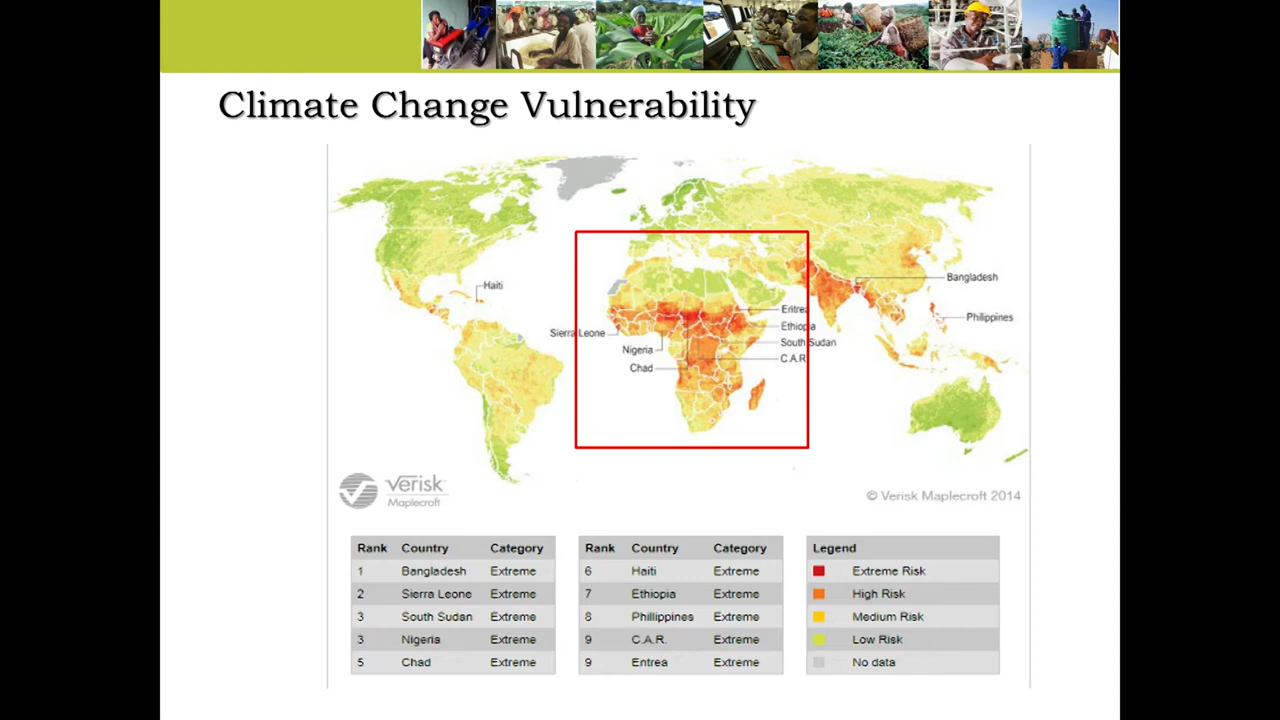 Climate Change Vulnerability
Haiti
Bangladesh
Eritrea
Philippines
Ethiopia
Sierra Leone
South Sudan
Nigeria
C.A.R.
Chad
verisk
Maplecroft
© Verisk Maplecroft 2014
Rank Country Category
1 Bangladesh Extreme
2 Sierra Leone Extreme
3 South Sudan Extreme
3 Nigeria Extreme
5 Chad Extreme
Rank Country Category
6 Haiti Extreme
7 Ethiopia Extreme
8 Phillippines Extreme
9 C.A.R. Extreme
9 Entrea Extreme
Legend
Extreme Risk
High Risk
Medium Risk
Low Risk
No data